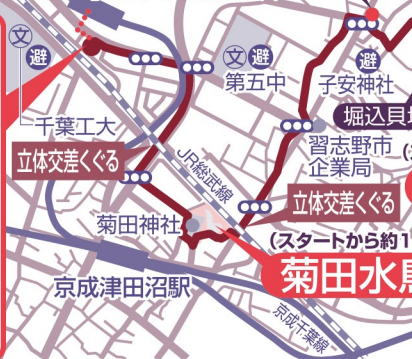 文
避
文 避
避
第五中
子安神社
千葉工大
堀込貝
習志野市
企業局
立体交差くぐる
JR総武線
立体交差くぐる
菊田神社
(スタートから約1
菊田水鳥
京成津田沼駅
京成千葉線